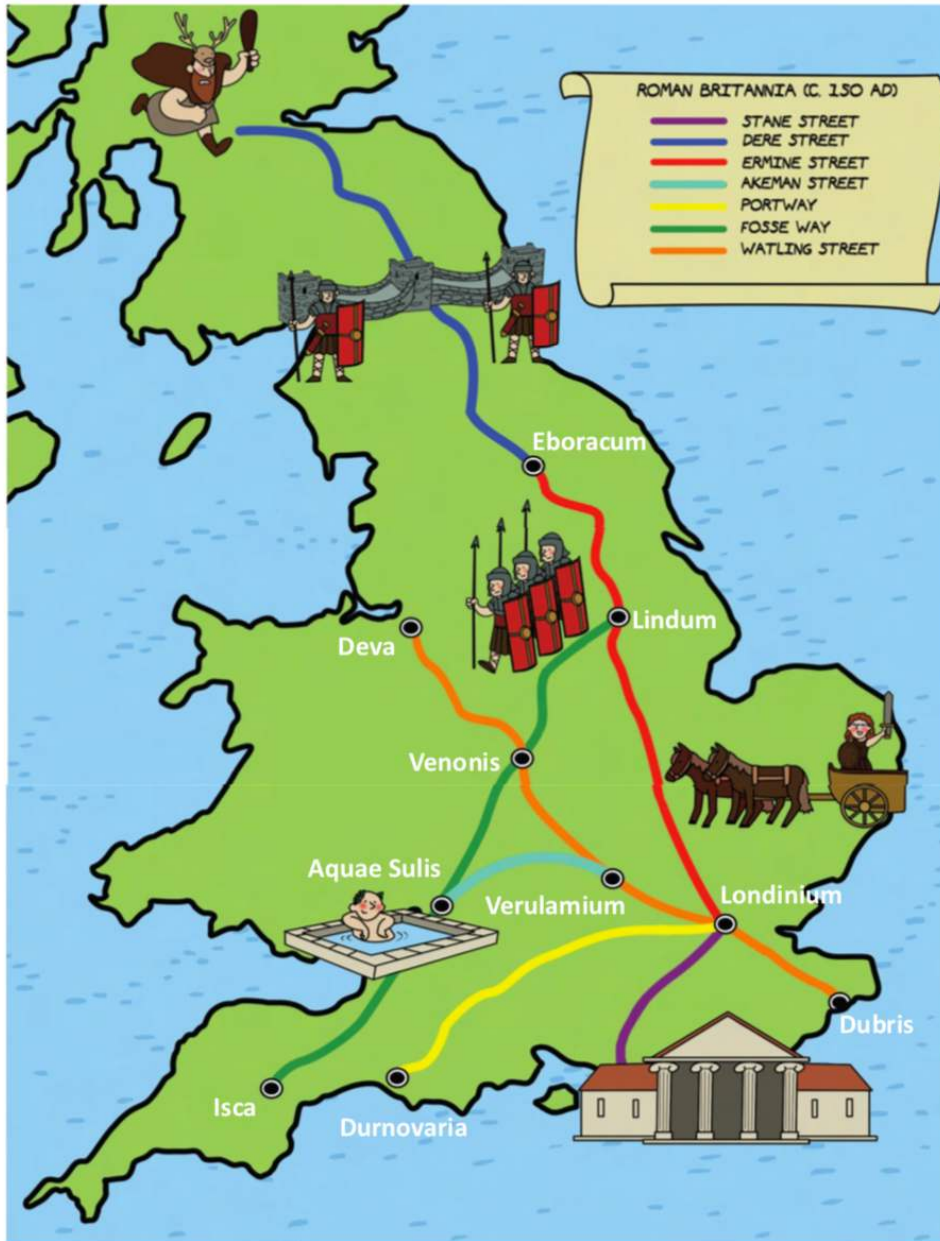 ROMAN BRITANNIA (C. 150 AD)
STANE STREET
DERE STREET
ERMINE STREET
AKEMAN STREET
PORTWAY
FOSSE WAY
WATLING STREET
Eboracum
Lindum
Deva
Venonis
Aquae Sulis
Verulamium
Londinium
Dubris
Isca
Durnovaria